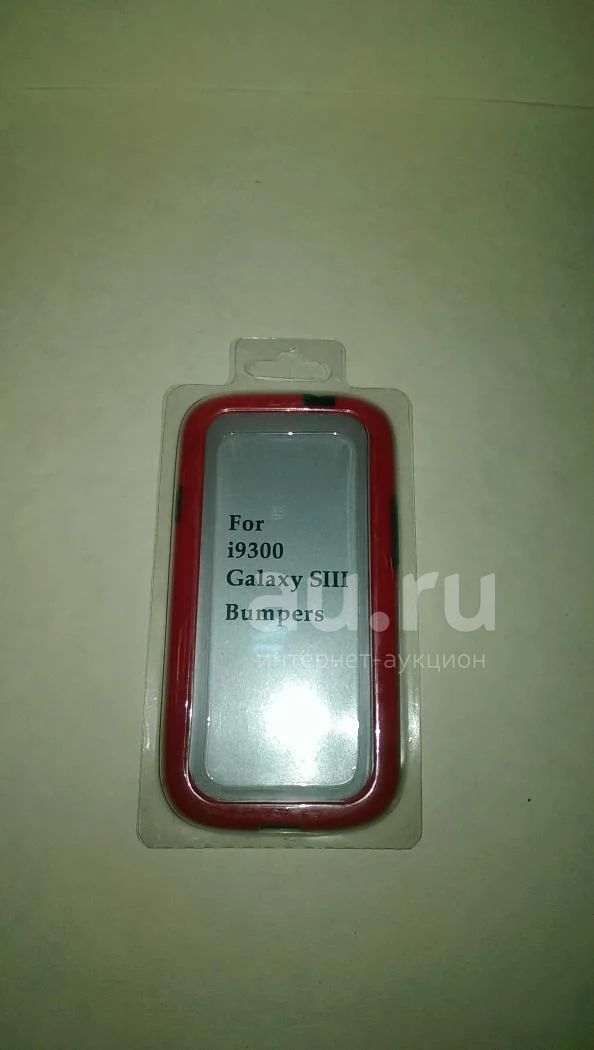 For
i9300
Galaxy SIII
Bumpers
au.ru
интернет-аукцион